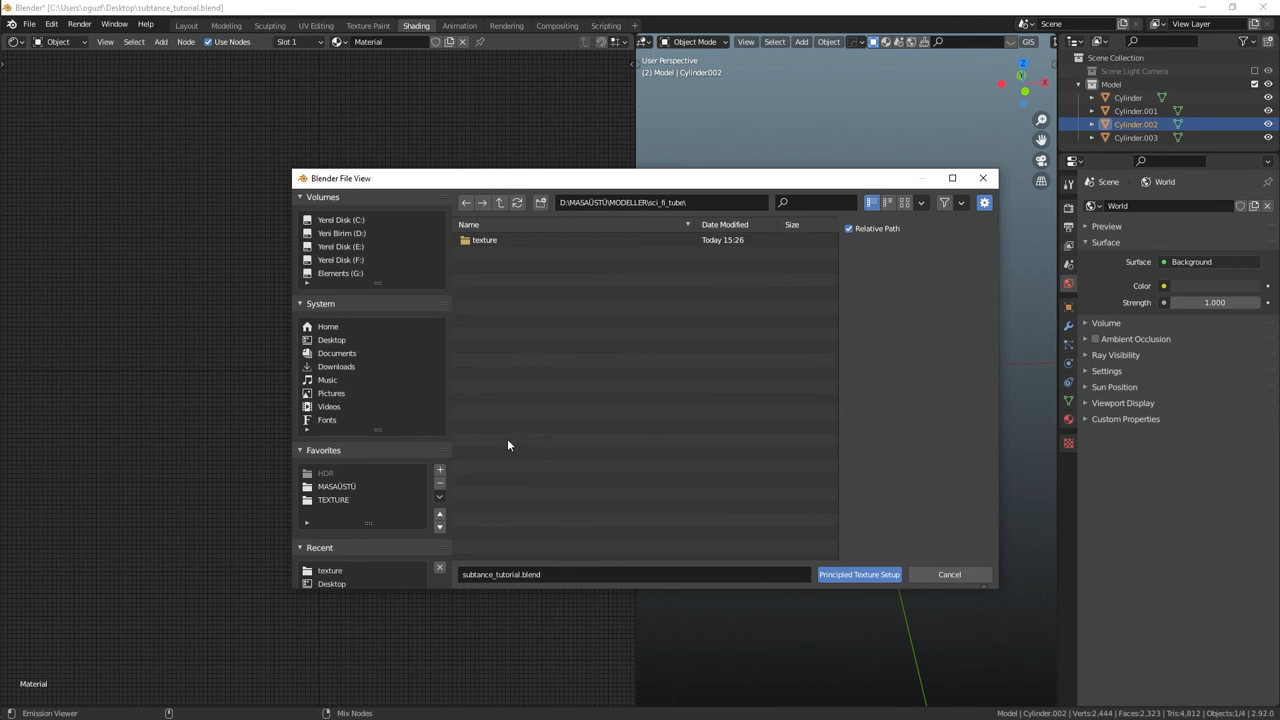 Blender* [C:\Users\oguzf\Desktop\subtance_tutorial.blend]
File Edit Render Window Help Layout Modeling Sculpting UV Editing Texture Paint Shading Animation Rendering Compositing Scripting + Scene View Layer
Object View Select Add Node Use Nodes Slot 1 Material Object Mode View Select Add Object GIS
User Perspective
(2) Model | Cylinder.002
Z
Y
X
Scene Collection
Scene Light Camera
Model
Cylinder
Cylinder.001
Cylinder.002
Cylinder.003
Scene World
World
Preview
Surface
Surface Background
Color
Strength 1.000
Volume
Ambient Occlusion
Ray Visibility
Settings
Sun Position
Viewport Display
Custom Properties
Blender File View
Volumes
Yerel Disk (C:)
Yeni Birim (D:)
Yerel Disk (E:)
Yerel Disk (F:)
Elements (G:)
System
Home
Desktop
Documents
Downloads
Music
Pictures
Videos
Fonts
Favorites
HDR
MASAÜSTÜ
TEXTURE
Recent
texture
Desktop
D:\MASAÜSTÜ\MODELLER\sci_fi_tube\
Name Date Modified Size
texture Today 15:26
Relative Path
subtance_tutorial.blend Principled Texture Setup Cancel
Material
Emission Viewer Mix Nodes Model | Cylinder.002 | Verts:2,444 | Faces:2,323 | Tris:4,812 | Objects:1/4 | 2.92.0